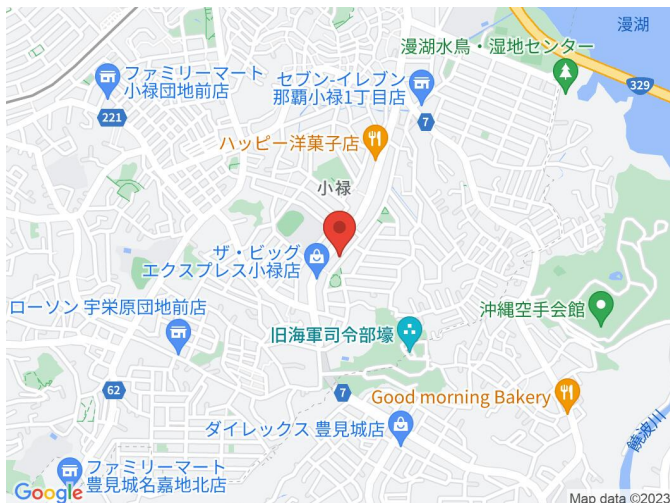 漫湖
漫湖水鳥・湿地センター
329
ファミリーマート
小禄団地前店
セブン-イレブン
那覇小禄1丁目店
221
7
ハッピー洋菓子店
小禄
ザ・ビッグ
エクスプレス小禄店
ローソン 宇栄原団地前店
沖縄空手会館
旧海軍司令部壕
62
7
Good morning Bakery
ダイレックス 豊見城店
饒波川
ファミリーマート
豊見城名嘉地北店
Google
Map data ©2023